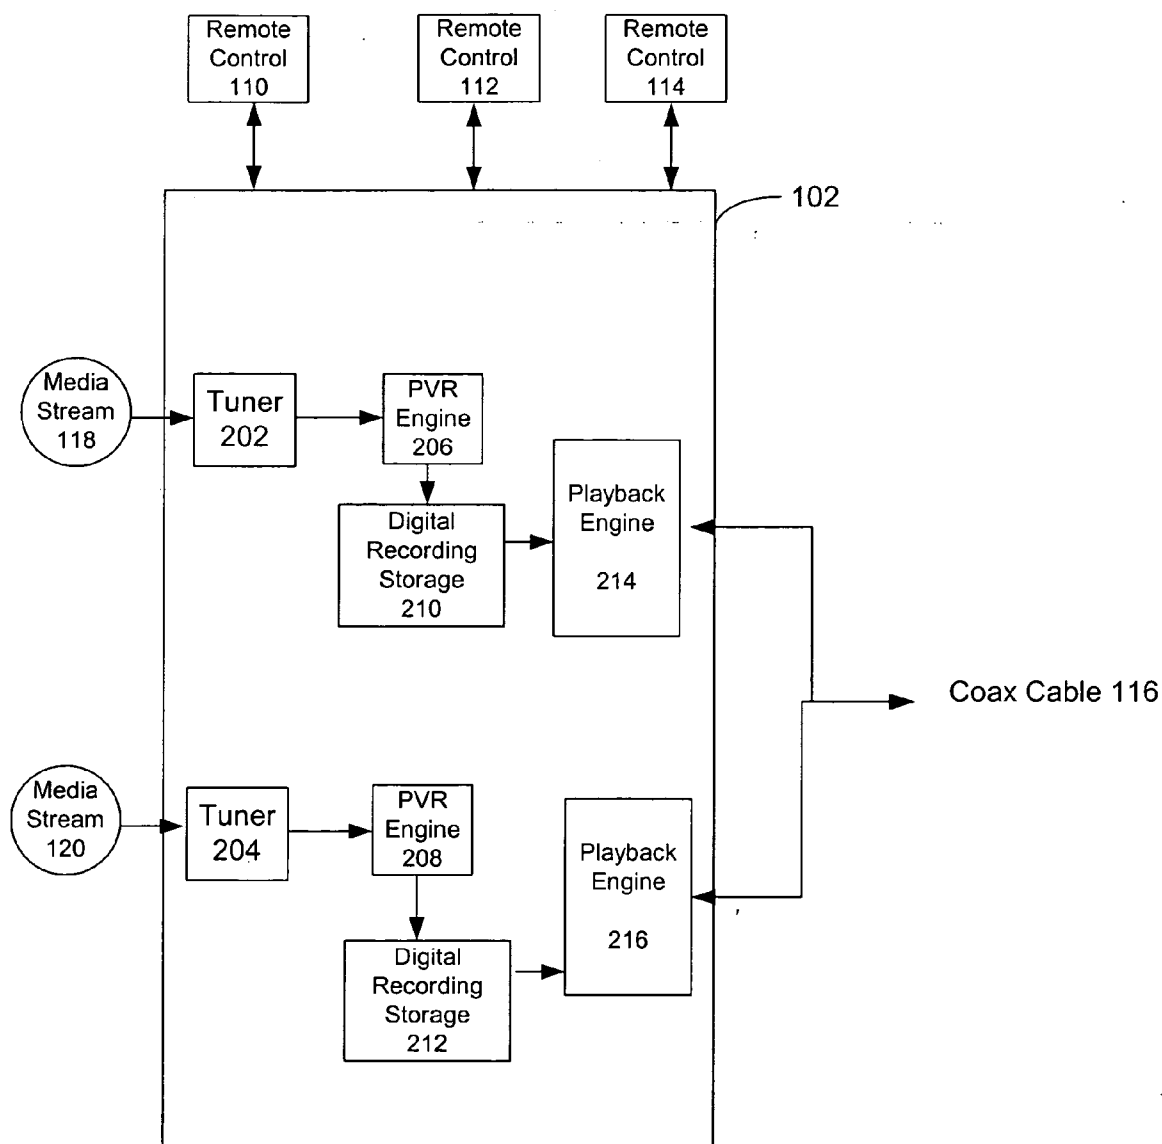 Remote
Control
110
Remote
Control
112
Remote
Control
114
102
Media
Stream
118
Tuner
202
PVR
Engine
206
Digital
Recording
Storage
210
Playback
Engine
214
Coax Cable 116
Media
Stream
120
Tuner
204
PVR
Engine
208
Digital
Recording
Storage
212
Playback
Engine
216